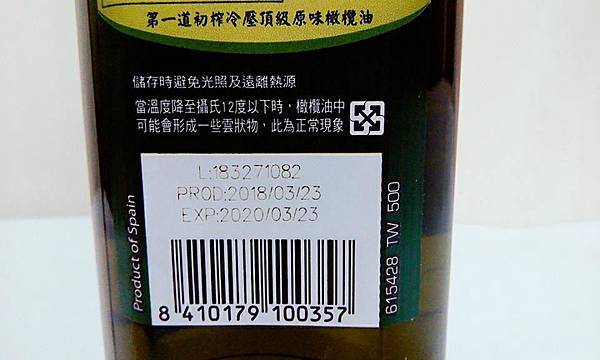 第一道初榨冷壓頂級原味橄欖油
儲存時避免光照及遠離熱源
當溫度降至攝氏12度以下時，橄欖油中
可能會形成一些雲狀物，此為正常現象
L:183271082
PROD:2018/03/23
EXP:2020/03/23
Product of Spain
615428 TW 500
8 410179 100357